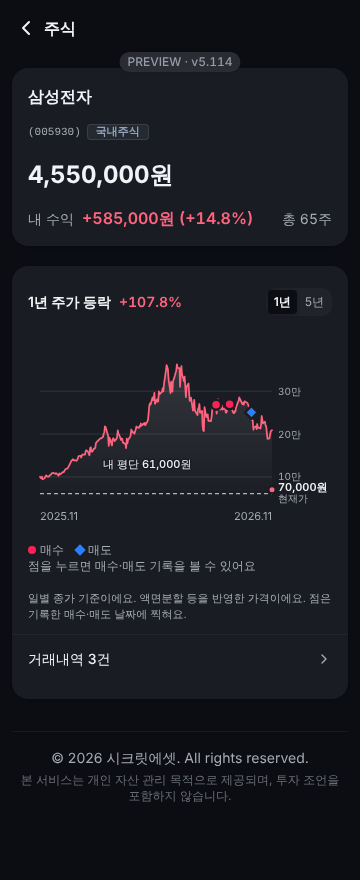 주식
PREVIEW · v5.114
삼성전자
(005930) 국내주식
4,550,000원
내 수익 +585,000원 (+14.8%) 총 65주
1년 주가 등락 +107.8% 1년 5년
30만
20만
내 평단 61,000원
10만
70,000원
현재가
2025.11 2026.11
매수 매도
점을 누르면 매수·매도 기록을 볼 수 있어요
일별 종가 기준이에요. 액면분할 등을 반영한 가격이에요. 점은
기록한 매수·매도 날짜에 찍혀요.
거래내역 3건
© 2026 시크릿에셋. All rights reserved.
본 서비스는 개인 자산 관리 목적으로 제공되며, 투자 조언을
포함하지 않습니다.